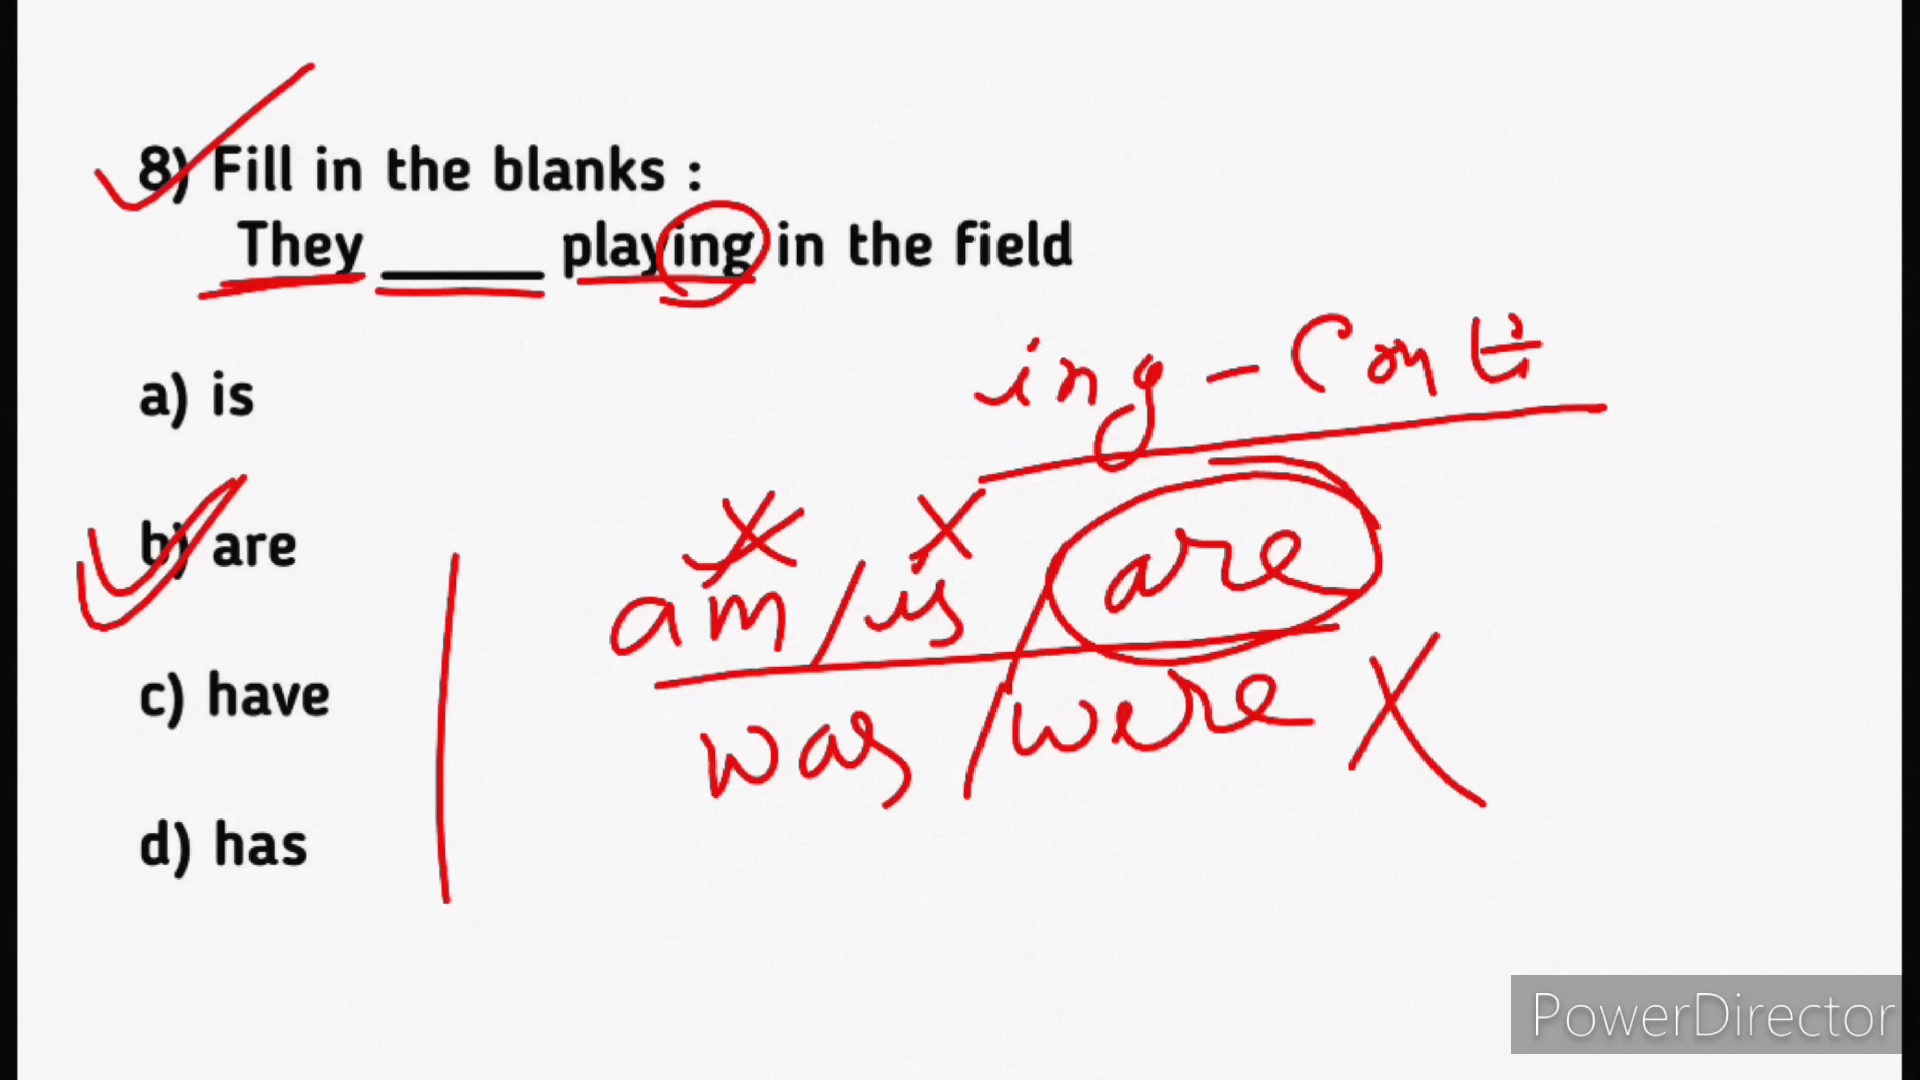 8) Fill in the blanks :
They _____ playing in the field
a) is
ing - Cont
b) are
am / is / are
c) have
was / were X
d) has
PowerDirector